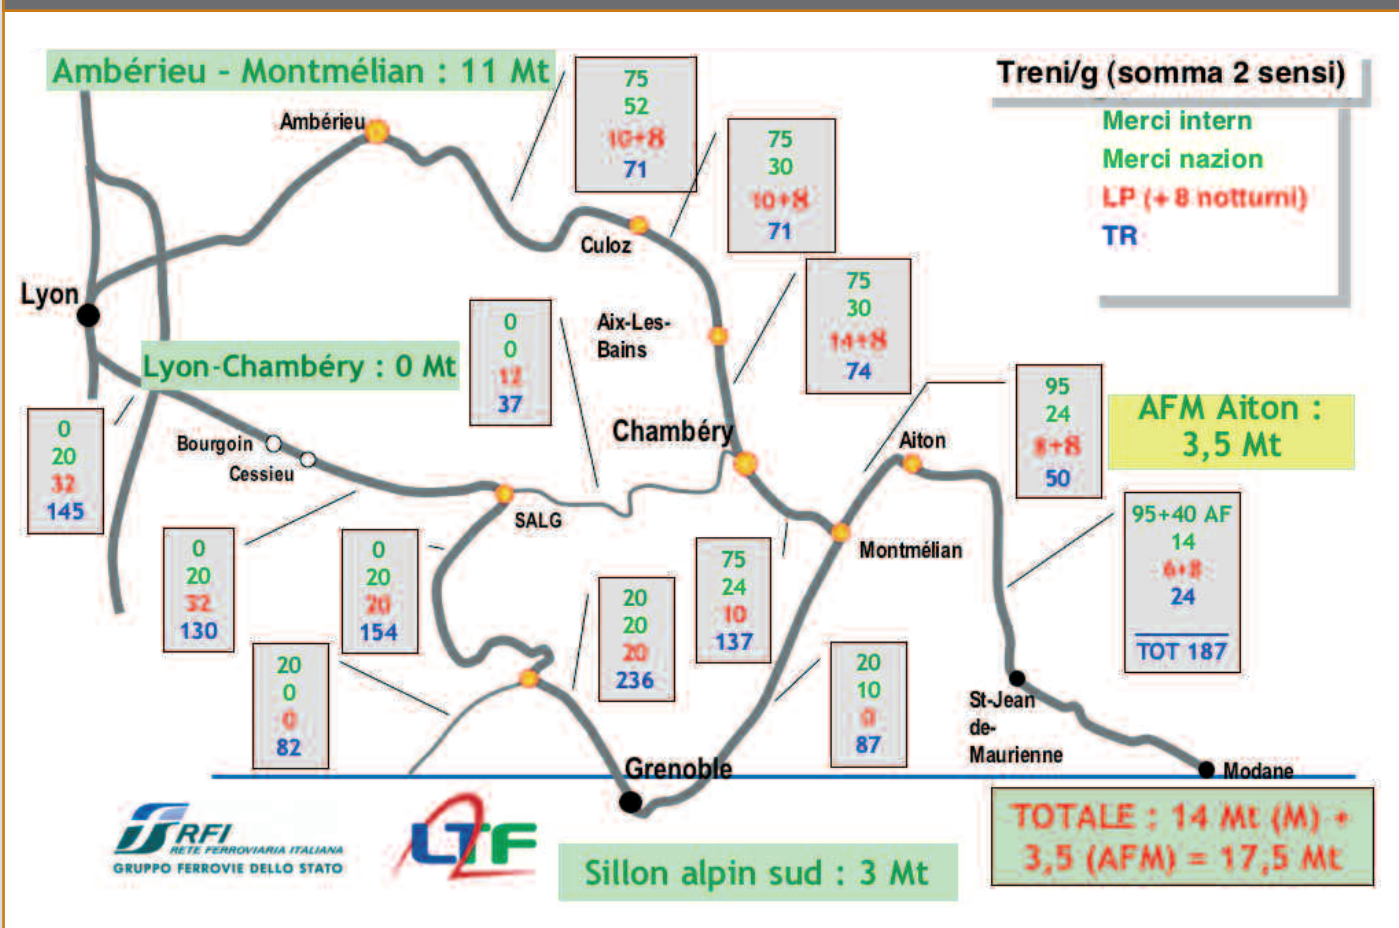 Ambérieu - Montmélian : 11 Mt
Treni/g (somma 2 sensi)
Merci intern
Merci nazion
LP (+ 8 notturni)
TR
75
52
10+8
71
Ambérieu
75
30
10+8
71
Culoz
75
30
14+8
74
Lyon
Aix-Les-
Bains
0
0
12
37
Lyon-Chambéry : 0 Mt
95
24
8+8
50
AFM Aiton :
3,5 Mt
0
20
32
145
Bourgoin
Cessieu
Chambéry
Aiton
SALG
Montmélian
95+40 AF
14
6+8
24
TOT 187
0
20
32
130
0
20
20
154
75
24
10
137
20
20
20
236
20
0
0
82
20
10
0
87
St-Jean
de-
Maurienne
Grenoble
Modane
RFI
RETE FERROVIARIA ITALIANA
GRUPPO FERROVIE DELLO STATO
LTF
Sillon alpin sud : 3 Mt
TOTALE : 14 Mt (M) +
3,5 (AFM) = 17,5 Mt